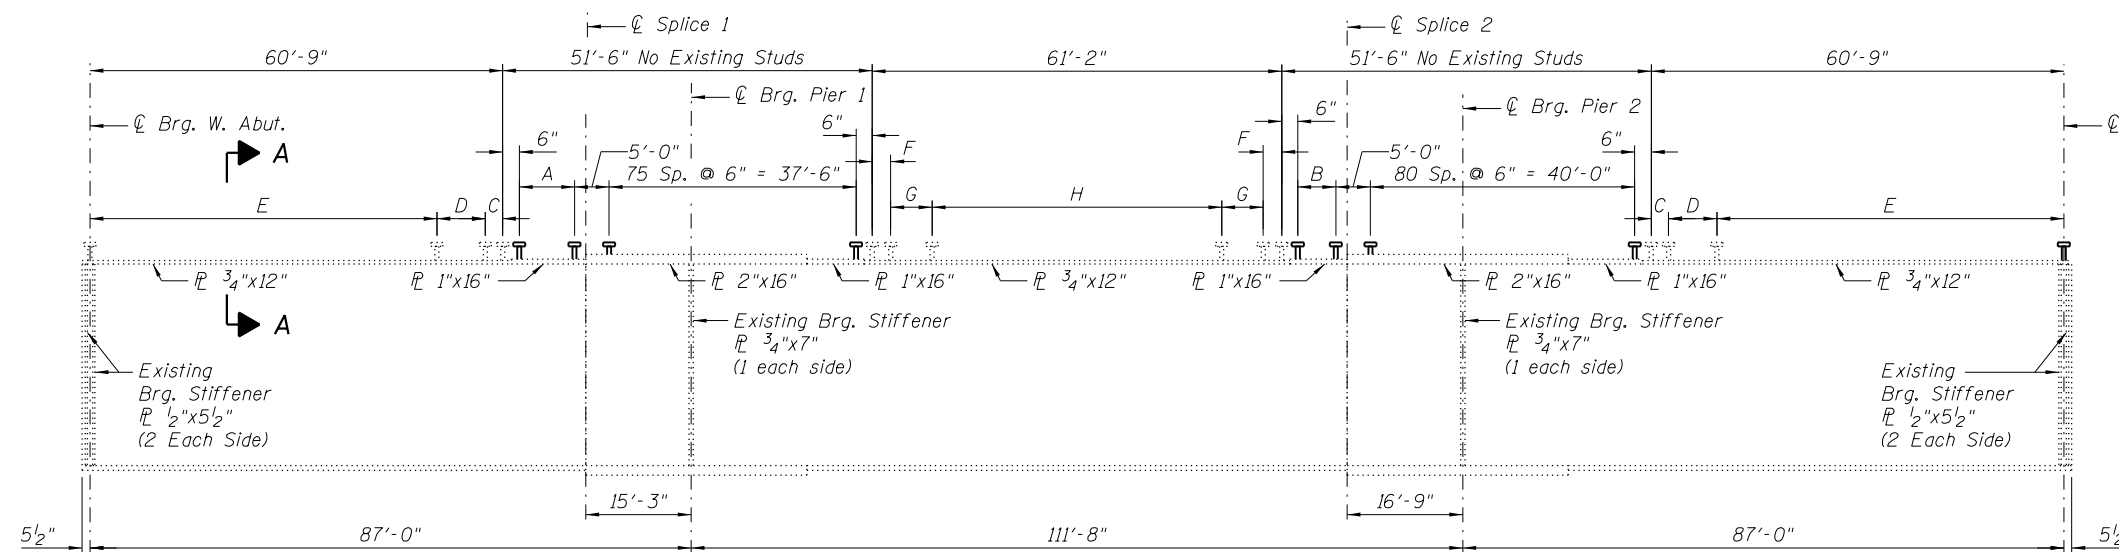 ℄ Splice 1
℄ Splice 2
60'-9"
51'-6" No Existing Studs
61'-2"
51'-6" No Existing Studs
60'-9"
℄ Brg. Pier 1
℄ Brg. Pier 2
℄ Brg. W. Abut.
℄
6"
6"
6"
6"
A
F
F
5'-0"
5'-0"
A
75 Sp. @ 6" = 37'-6"
B
80 Sp. @ 6" = 40'-0"
E
D
C
G
H
G
C
D
E
℄ 3/4"x12"
℄ 1"x16"
℄ 2"x16"
℄ 1"x16"
℄ 3/4"x12"
℄ 1"x16"
℄ 2"x16"
℄ 1"x16"
℄ 3/4"x12"
A
Existing Brg. Stiffener
℄ 3/4"x7"
(1 each side)
Existing Brg. Stiffener
℄ 3/4"x7"
(1 each side)
Existing
Brg. Stiffener
℄ 1/2"x5 1/2"
(2 Each Side)
Existing
Brg. Stiffener
℄ 1/2"x5 1/2"
(2 Each Side)
15'-3"
16'-9"
5 1/2"
87'-0"
111'-8"
87'-0"